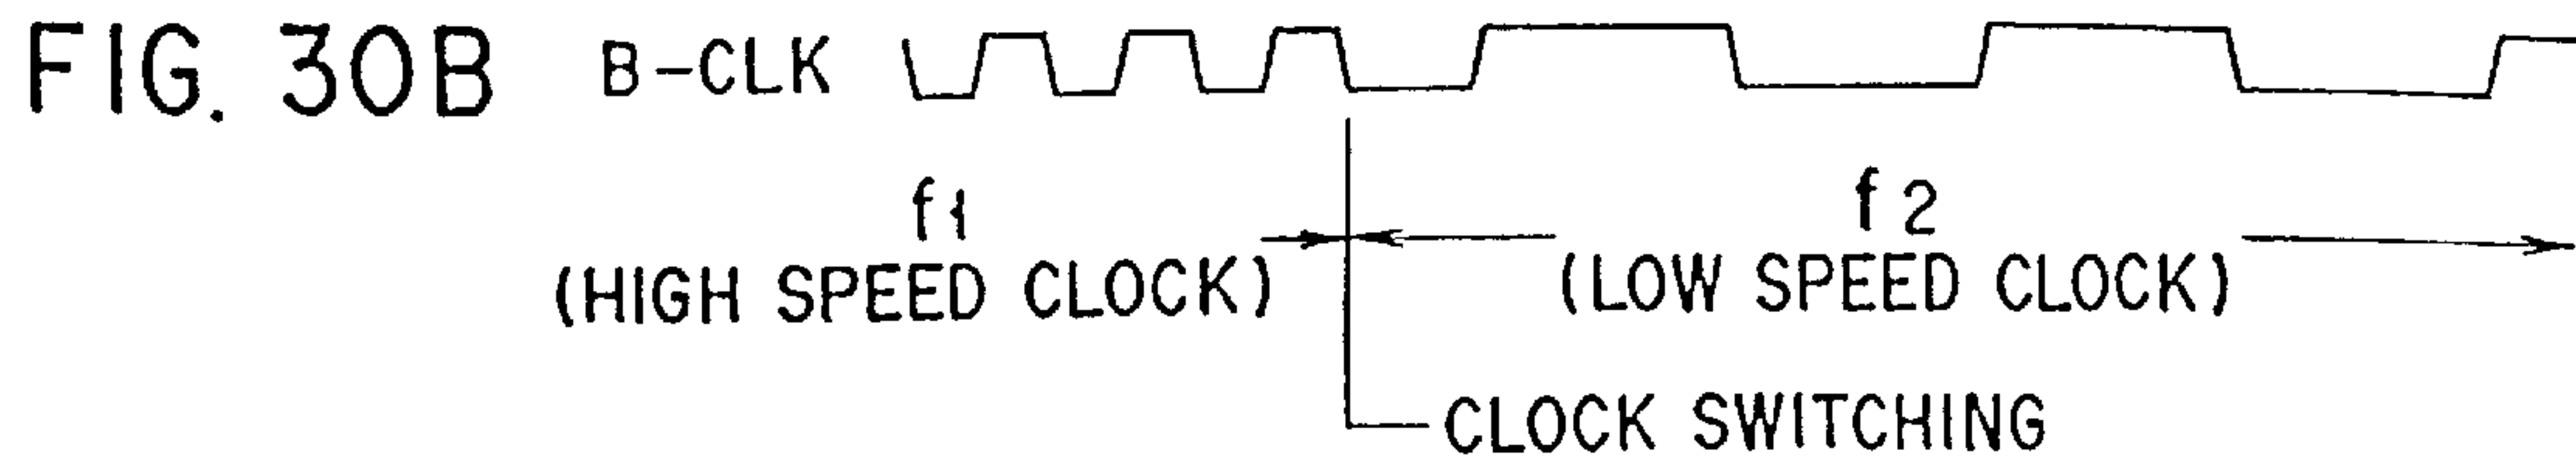 FIG. 30B B-CLK
f1 f2
(HIGH SPEED CLOCK) (LOW SPEED CLOCK)
CLOCK SWITCHING